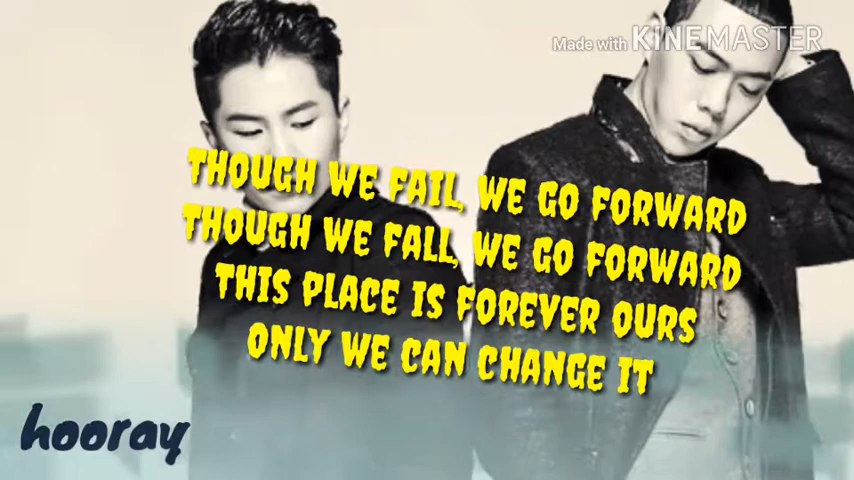 Made with KINEMASTER
THOUGH WE FAIL, WE GO FORWARD
THOUGH WE FALL, WE GO FORWARD
THIS PLACE IS FOREVER OURS
ONLY WE CAN CHANGE IT
hooray